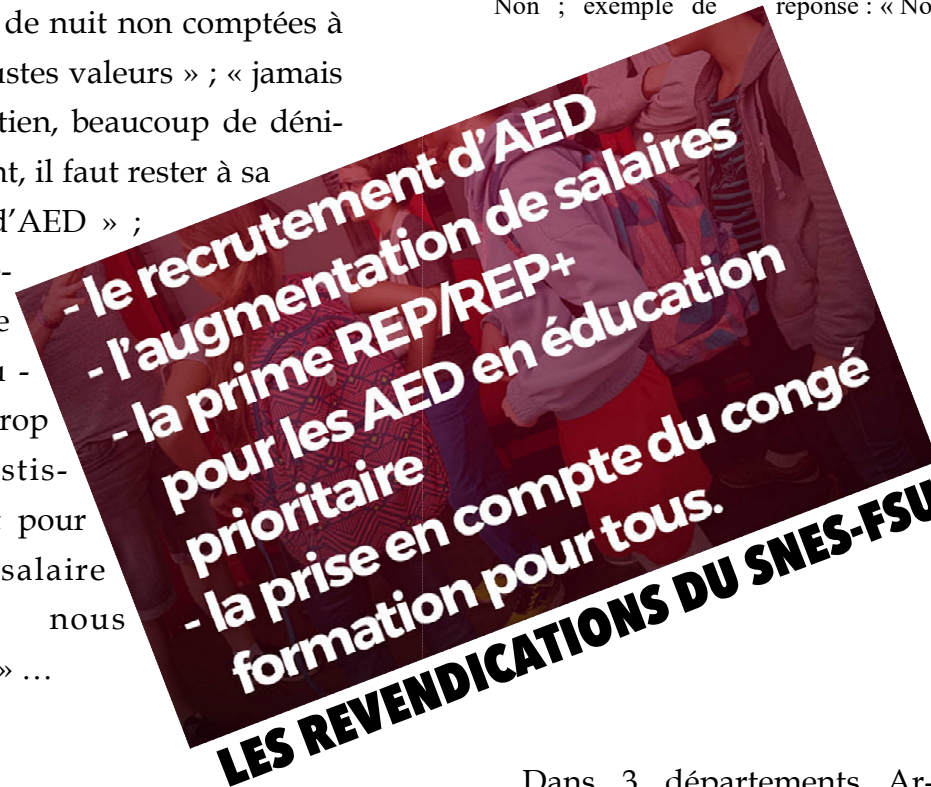 de nuit non comptées à
ustes valeurs » ; « jamais
tien, beaucoup de déni-
nt, il faut rester à sa
d'AED » ;
pour
salaire
nous
» …
Non ; exemple de réponse : « No
- le recrutement d'AED
- l'augmentation de salaires
- la prime REP/REP+
pour les AED en éducation
prioritaire
- la prise en compte du congé
formation pour tous.
LES REVENDICATIONS DU SNES-FSU
Dans 3 départements Ar-